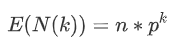 E(N(k)) = n * p^k